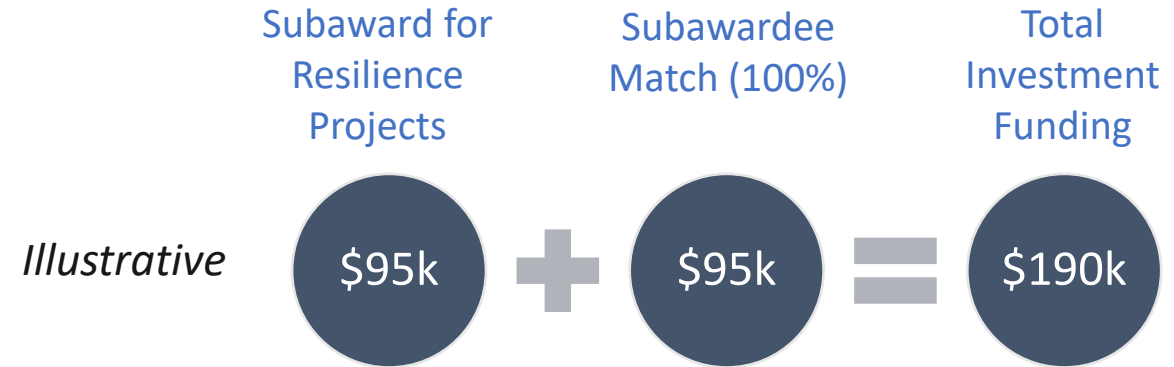 Subaward for
Resilience
Projects
Subawardee
Match (100%)
Total
Investment
Funding
Illustrative
$95k
$95k
$190k